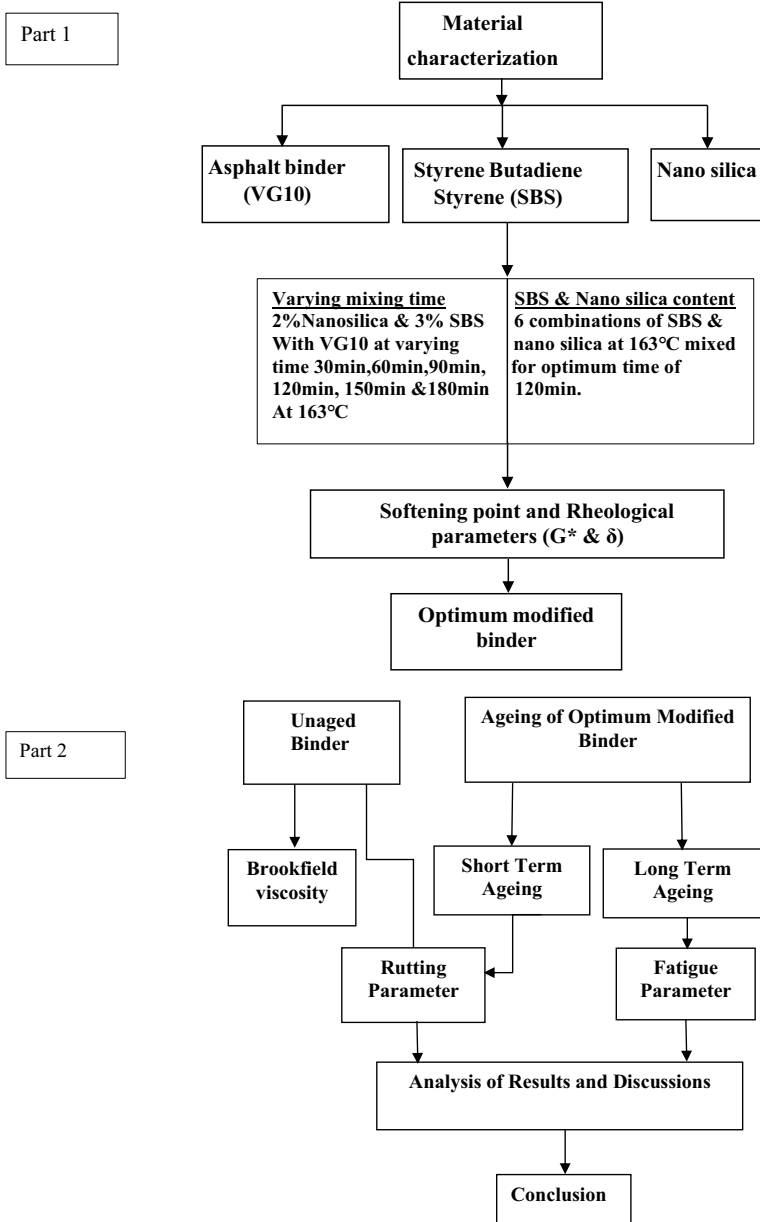 Part 1
Material
characterization
Asphalt binder
(VG10)
Styrene Butadiene
Styrene (SBS)
Nano silica
Varying mixing time
2%Nanosilica & 3% SBS
With VG10 at varying
time 30min,60min,90min,
120min, 150min &180min
At 163°C
SBS & Nano silica content
6 combinations of SBS &
nano silica at 163°C mixed
for optimum time of
120min.
Softening point and Rheological
parameters (G* & δ)
Optimum modified
binder
Part 2
Unaged
Binder
Ageing of Optimum Modified
Binder
Brookfield
viscosity
Short Term
Ageing
Long Term
Ageing
Rutting
Parameter
Fatigue
Parameter
Analysis of Results and Discussions
Conclusion